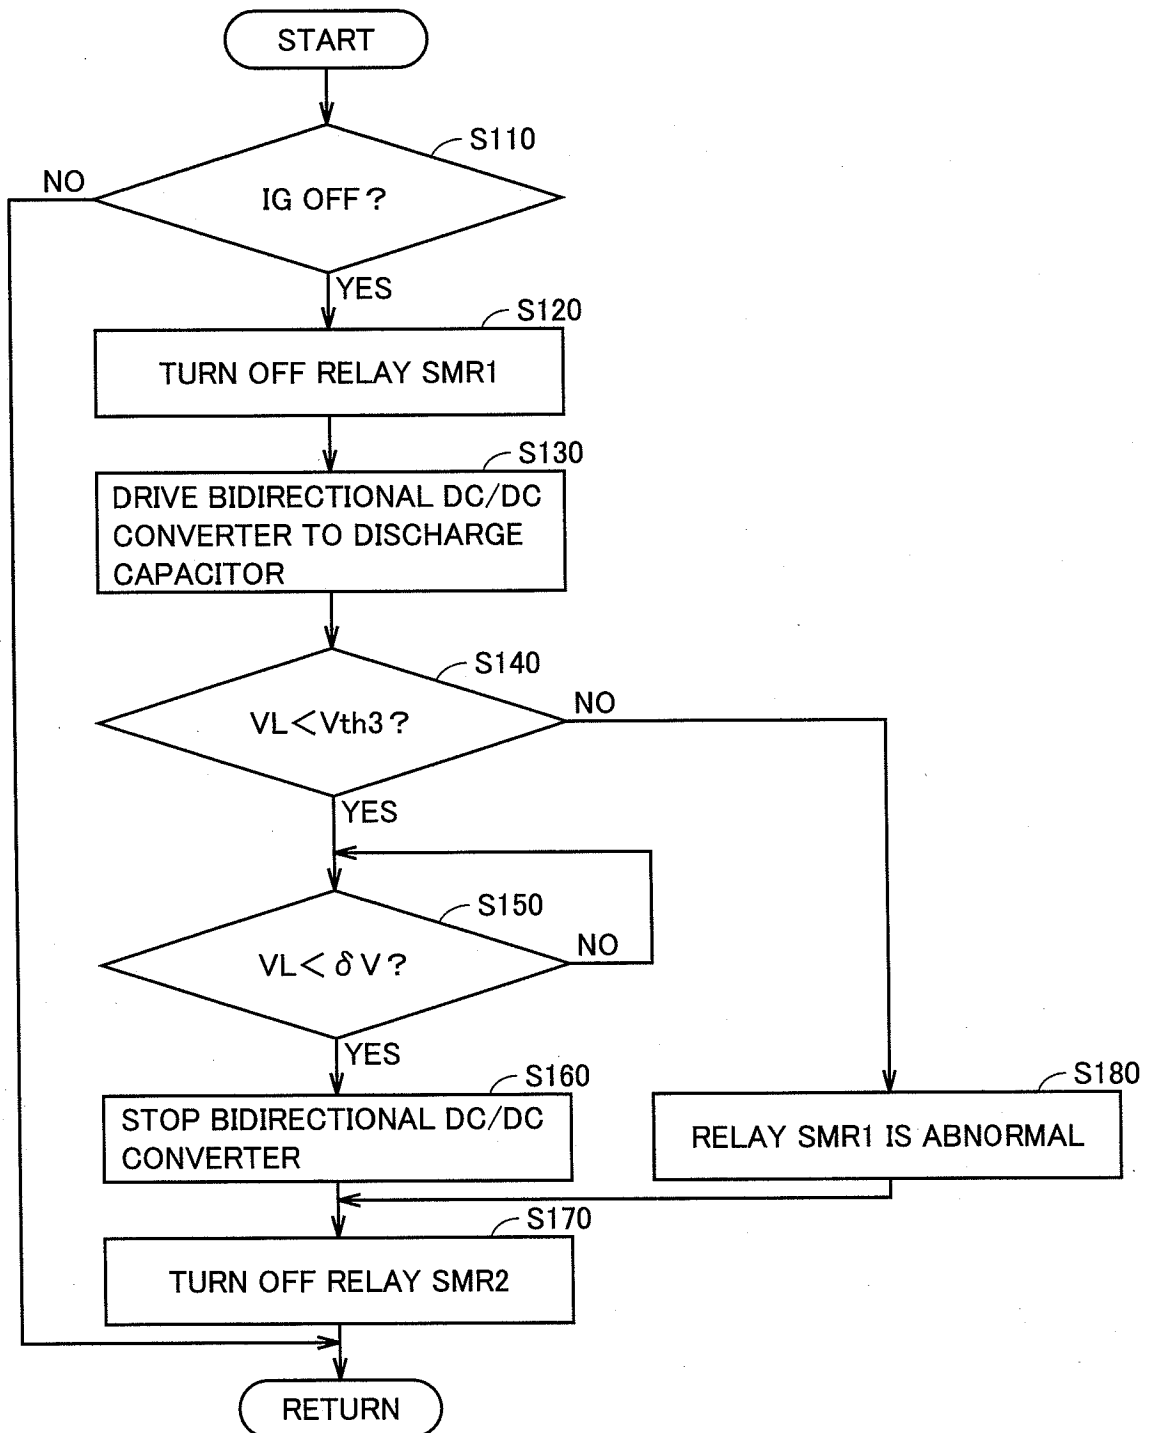 START
S110
NO
IG OFF?
YES
S120
TURN OFF RELAY SMR1
S130
DRIVE BIDIRECTIONAL DC/DC
CONVERTER TO DISCHARGE
CAPACITOR
S140
NO
VL<Vth3?
YES
S150
NO
VL<δV?
YES
S160
S180
STOP BIDIRECTIONAL DC/DC
CONVERTER
RELAY SMR1 IS ABNORMAL
S170
TURN OFF RELAY SMR2
RETURN